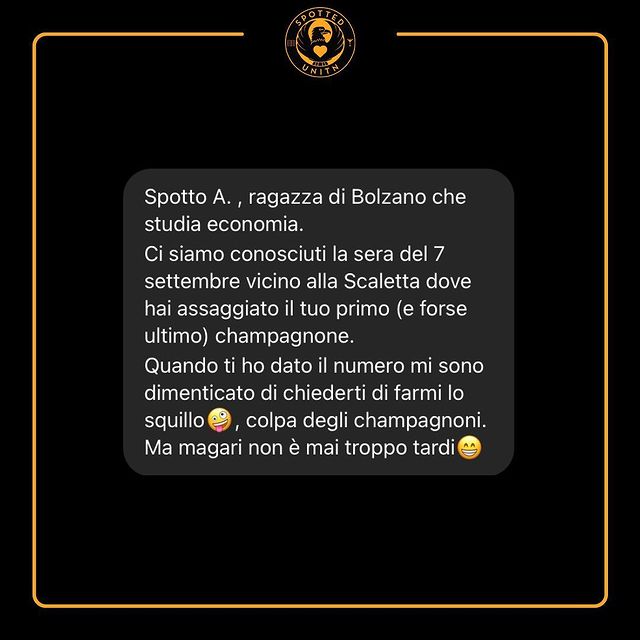 SPOTTED
UNITN
Spotto A. , ragazza di Bolzano che
studia economia.
Ci siamo conosciuti la sera del 7
settembre vicino alla Scaletta dove
hai assaggiato il tuo primo (e forse
ultimo) champagnone.
Quando ti ho dato il numero mi sono
dimenticato di chiederti di farmi lo
squillo🤪, colpa degli champagnoni.
Ma magari non è mai troppo tardi😁